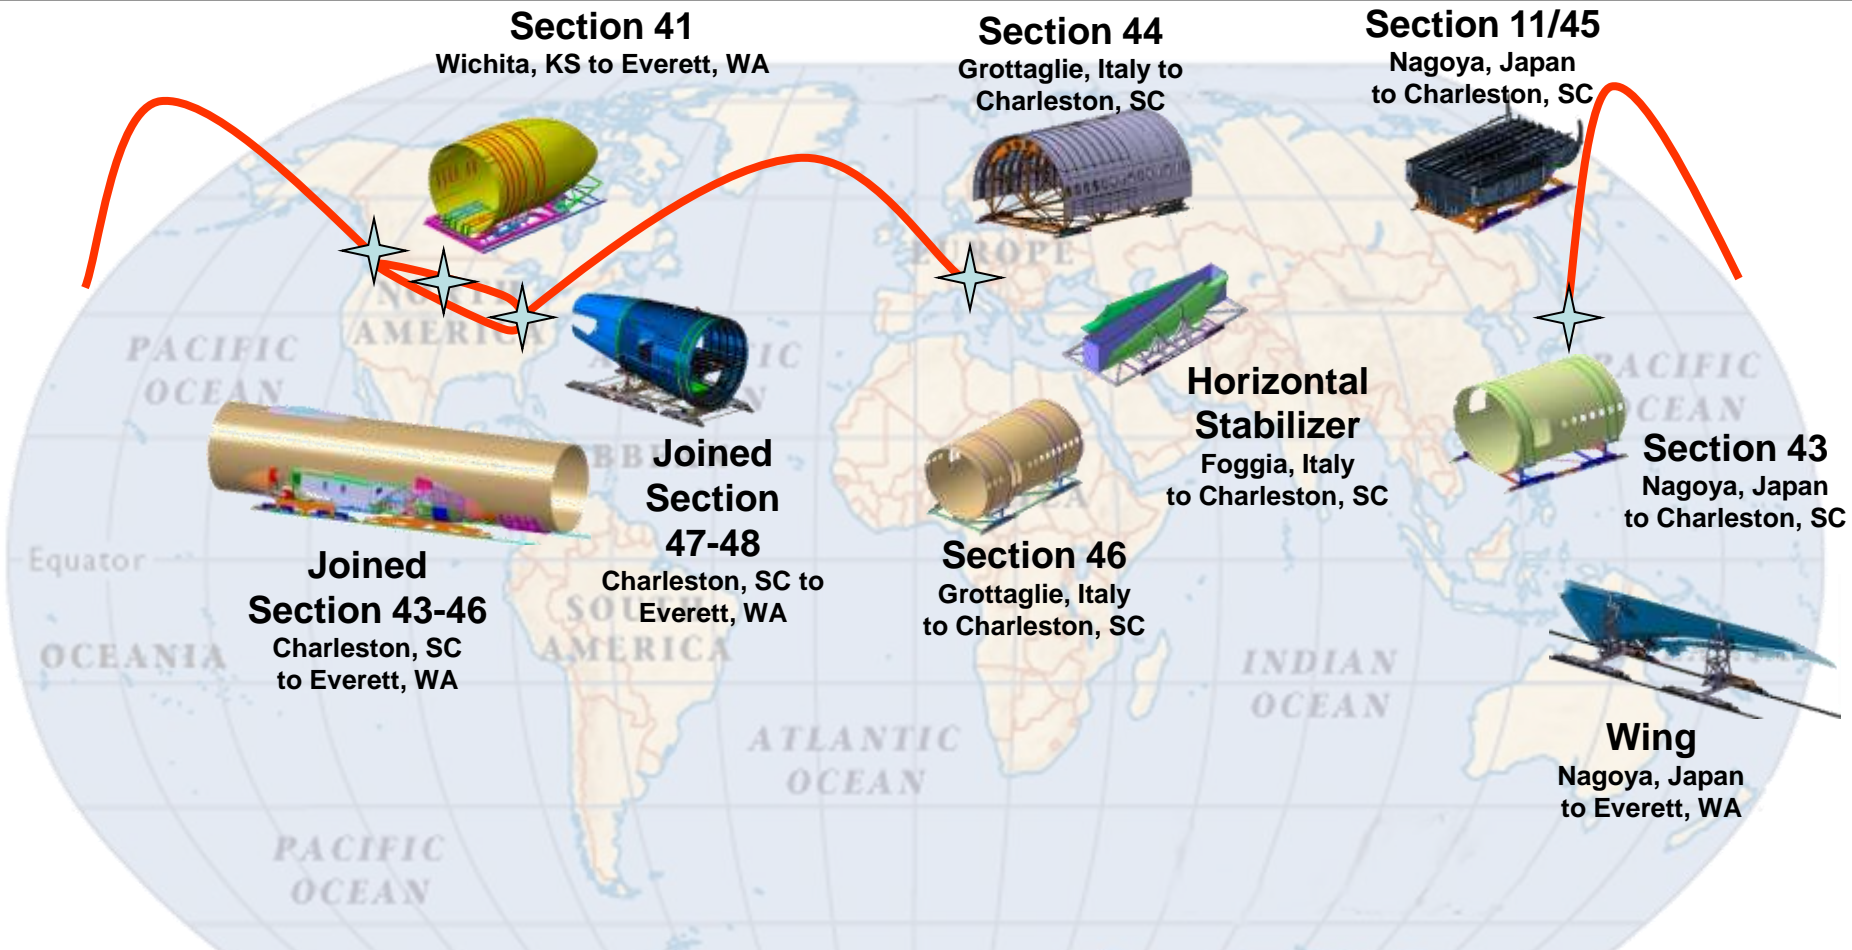 Section 41
Wichita, KS to Everett, WA
Section 44
Grottaglie, Italy to
Charleston, SC
Section 11/45
Nagoya, Japan
to Charleston, SC
EUROPE
NORTH
AMERICA
PACIFIC
OCEAN
IC
N
PACIFIC
OCEAN
Horizontal
Stabilizer
Foggia, Italy
to Charleston, SC
Section 43
Nagoya, Japan
to Charleston, SC
Joined
Section
47-48
Charleston, SC to
Everett, WA
Section 46
Grottaglie, Italy
to Charleston, SC
Equator
Joined
Section 43-46
Charleston, SC
to Everett, WA
SOUTH
AMERICA
OCEANIA
INDIAN
OCEAN
Wing
Nagoya, Japan
to Everett, WA
ATLANTIC
OCEAN
PACIFIC
OCEAN